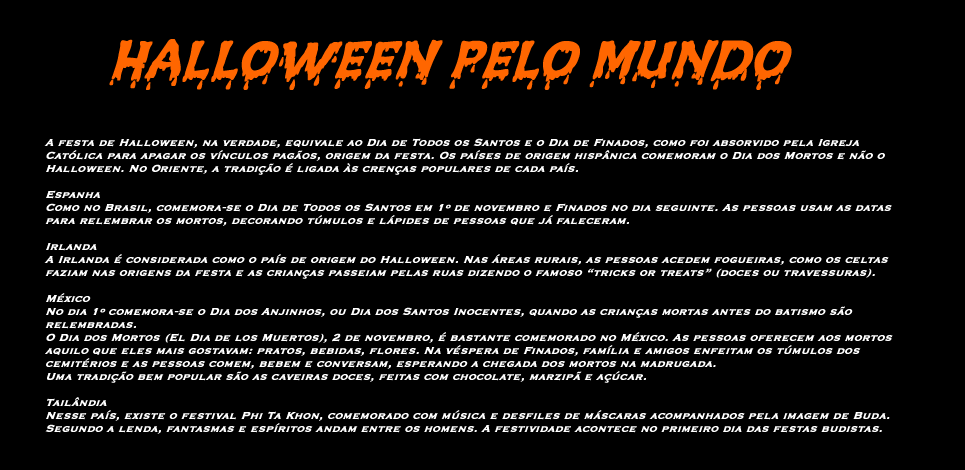 HALLOWEEN PELO MUNDO
A festa de Halloween, na verdade, equivale ao Dia de Todos os Santos e o Dia de Finados, como foi absorvido pela Igreja
Católica para apagar os vínculos pagãos, origem da festa. Os países de origem hispânica comemoram o Dia dos Mortos e não o
Halloween. No Oriente, a tradição é ligada às crenças populares de cada país.
Espanha
Como no Brasil, comemora-se o Dia de Todos os Santos em 1º de novembro e Finados no dia seguinte. As pessoas usam as datas
para relembrar os mortos, decorando túmulos e lápides de pessoas que já faleceram.
Irlanda
A Irlanda é considerada como o país de origem do Halloween. Nas áreas rurais, as pessoas acedem fogueiras, como os celtas
faziam nas origens da festa e as crianças passeiam pelas ruas dizendo o famoso “tricks or treats” (doces ou travessuras).
México
No dia 1º comemora-se o Dia dos Anjinhos, ou Dia dos Santos Inocentes, quando as crianças mortas antes do batismo são
relembradas.
O Dia dos Mortos (El Dia de los Muertos), 2 de novembro, é bastante comemorado no México. As pessoas oferecem aos mortos
aquilo que eles mais gostavam: pratos, bebidas, flores. Na véspera de Finados, família e amigos enfeitam os túmulos dos
cemitérios e as pessoas comem, bebem e conversam, esperando a chegada dos mortos na madrugada.
Uma tradição bem popular são as caveiras doces, feitas com chocolate, marzipã e açúcar.
Tailândia
Nesse país, existe o festival Phi Ta Khon, comemorado com música e desfiles de máscaras acompanhados pela imagem de Buda.
Segundo a lenda, fantasmas e espíritos andam entre os homens. A festividade acontece no primeiro dia das festas budistas.